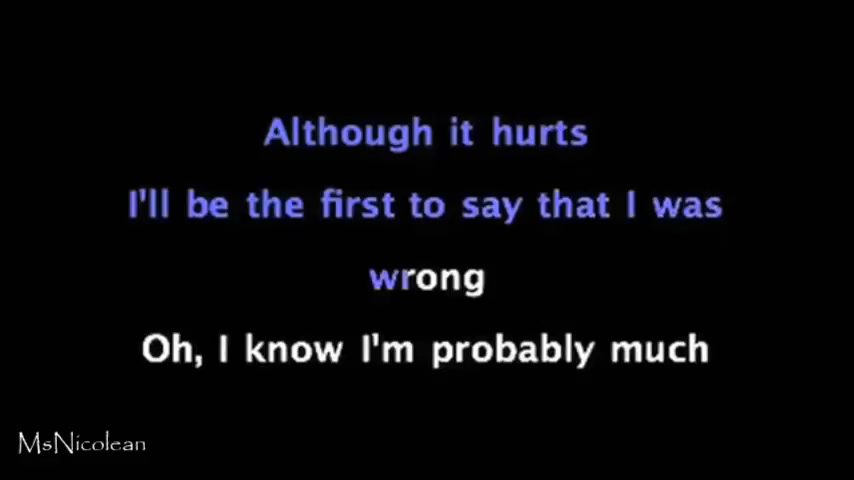 Although it hurts
I'll be the first to say that I was
wrong
Oh, I know I'm probably much
MsNicolean